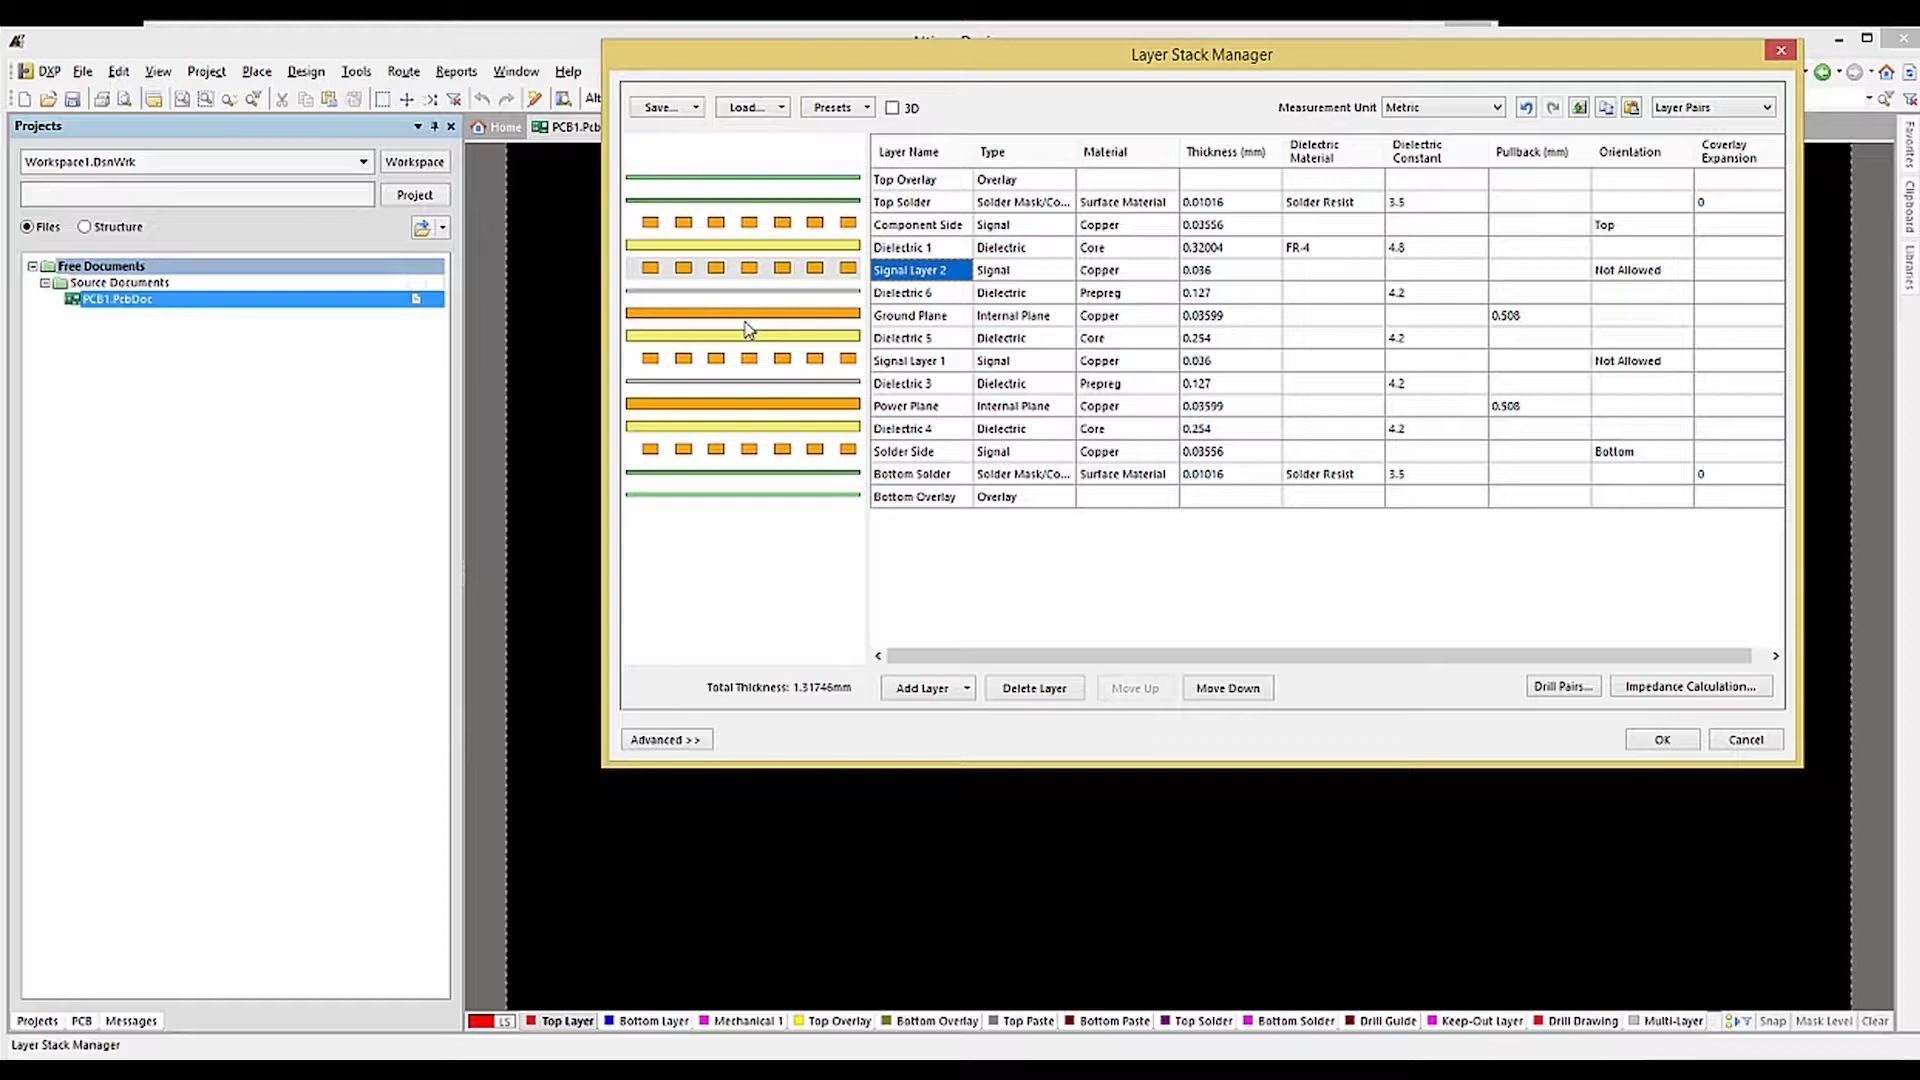 Layer Stack Manager
DXP File Edit View Project Place Design Tools Route Reports Window Help
Projects
Home PCB1.Pcb
Workspace1.DsnWrk Workspace
Project
Files Structure
Free Documents
Source Documents
PCB1.PcbDoc
Save... Load... Presets 3D Measurement Unit Metric Layer Pairs
Layer Name Type Material Thickness (mm) Dielectric Material Dielectric Constant Pullback (mm) Orientation Coverlay Expansion
Top Overlay Overlay
Top Solder Solder Mask/Co... Surface Material 0.01016 Solder Resist 3.5 0
Component Side Signal Copper 0.03556 Top
Dielectric 1 Dielectric Core 0.32004 FR-4 4.8
Signal Layer 2 Signal Copper 0.036 Not Allowed
Dielectric 6 Dielectric Prepreg 0.127 4.2
Ground Plane Internal Plane Copper 0.03599 0.508
Dielectric 5 Dielectric Core 0.254 4.2
Signal Layer 1 Signal Copper 0.036 Not Allowed
Dielectric 3 Dielectric Prepreg 0.127 4.2
Power Plane Internal Plane Copper 0.03599 0.508
Dielectric 4 Dielectric Core 0.254 4.2
Solder Side Signal Copper 0.03556 Bottom
Bottom Solder Solder Mask/Co... Surface Material 0.01016 Solder Resist 3.5 0
Bottom Overlay Overlay
Total Thickness: 1.31746mm Add Layer Delete Layer Move Up Move Down Drill Pairs... Impedance Calculation...
Advanced >> OK Cancel
Favorites
Clipboard
Libraries
Projects PCB Messages
LS Top Layer Bottom Layer Mechanical 1 Top Overlay Bottom Overlay Top Paste Bottom Paste Top Solder Bottom Solder Drill Guide Keep-Out Layer Drill Drawing Multi-Layer Snap Mask Level Clear
Layer Stack Manager